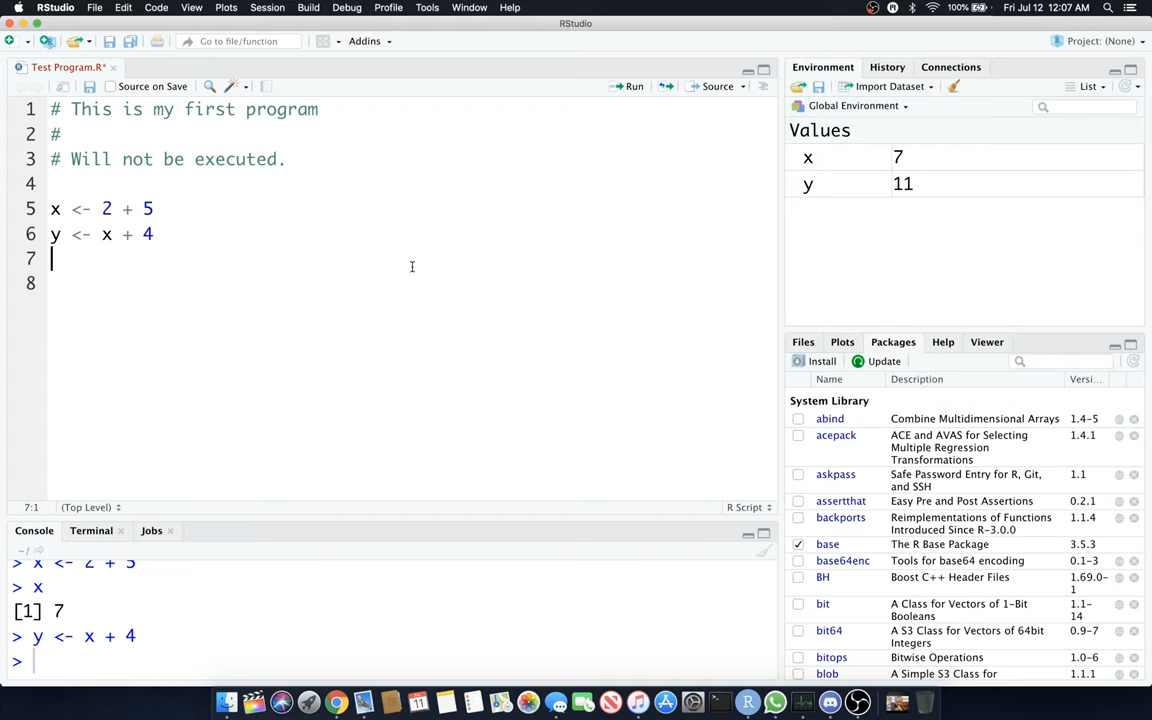 RStudio File Edit Code View Plots Session Build Debug Profile Tools Window Help 100% Fri Jul 12 12:07 AM
RStudio
Go to file/function Addins Project: (None)
Test Program.R*
Source on Save Run Source
1 # This is my first program
2 #
3 # Will not be executed.
4
5 x <- 2 + 5
6 y <- x + 4
7
8
7:1 (Top Level) R Script
Console Terminal Jobs
~/
> x <- 2 + 5
> x
[1] 7
> y <- x + 4
>
Environment History Connections
Import Dataset List
Global Environment
Values
x 7
y 11
Files Plots Packages Help Viewer
Install Update
Name Description Versi...
System Library
abind Combine Multidimensional Arrays 1.4-5
acepack ACE and AVAS for Selecting 1.4.1
Multiple Regression
Transformations
askpass Safe Password Entry for R, Git, 1.1
and SSH
assertthat Easy Pre and Post Assertions 0.2.1
backports Reimplementations of Functions 1.1.4
Introduced Since R-3.0.0
base The R Base Package 3.5.3
base64enc Tools for base64 encoding 0.1-3
BH Boost C++ Header Files 1.69.0-
1
bit A Class for Vectors of 1-Bit 1.1-
Booleans 14
bit64 A S3 Class for Vectors of 64bit 0.9-7
Integers
bitops Bitwise Operations 1.0-6
blob A Simple S3 Class for 1.1.1